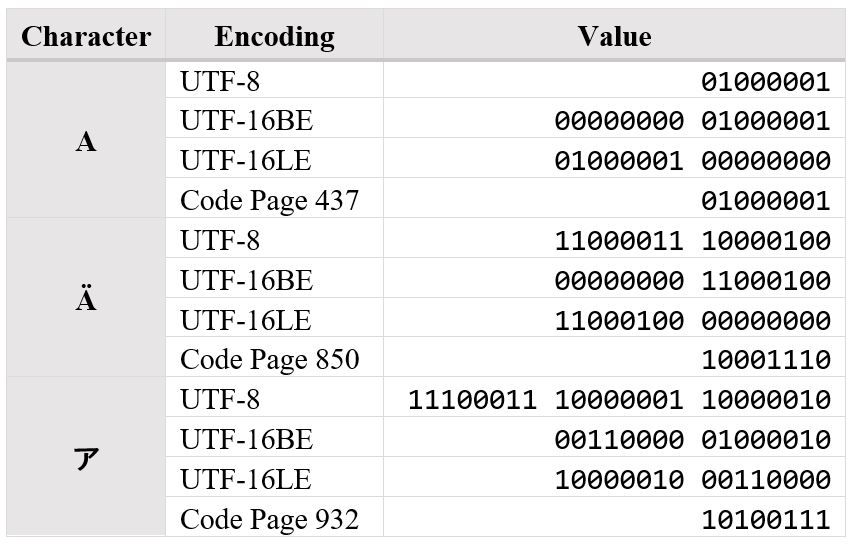 Character Encoding Value
A
UTF-8 01000001
UTF-16BE 00000000 01000001
UTF-16LE 01000001 00000000
Code Page 437 01000001
Ä
UTF-8 11000011 10000100
UTF-16BE 00000000 11000100
UTF-16LE 11000100 00000000
Code Page 850 10001110
ア
UTF-8 11100011 10000001 10000010
UTF-16BE 00110000 01000010
UTF-16LE 10000010 00110000
Code Page 932 10100111